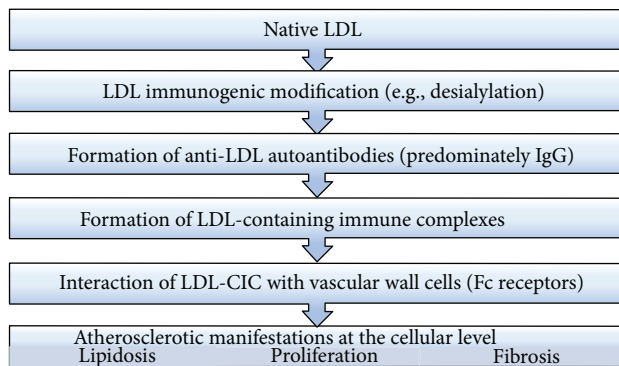 Native LDL
LDL immunogenic modification (e.g., desialylation)
Formation of anti-LDL autoantibodies (predominately IgG)
Formation of LDL-containing immune complexes
Interaction of LDL-CIC with vascular wall cells (Fc receptors)
Atherosclerotic manifestations at the cellular level
Lipidosis Proliferation Fibrosis